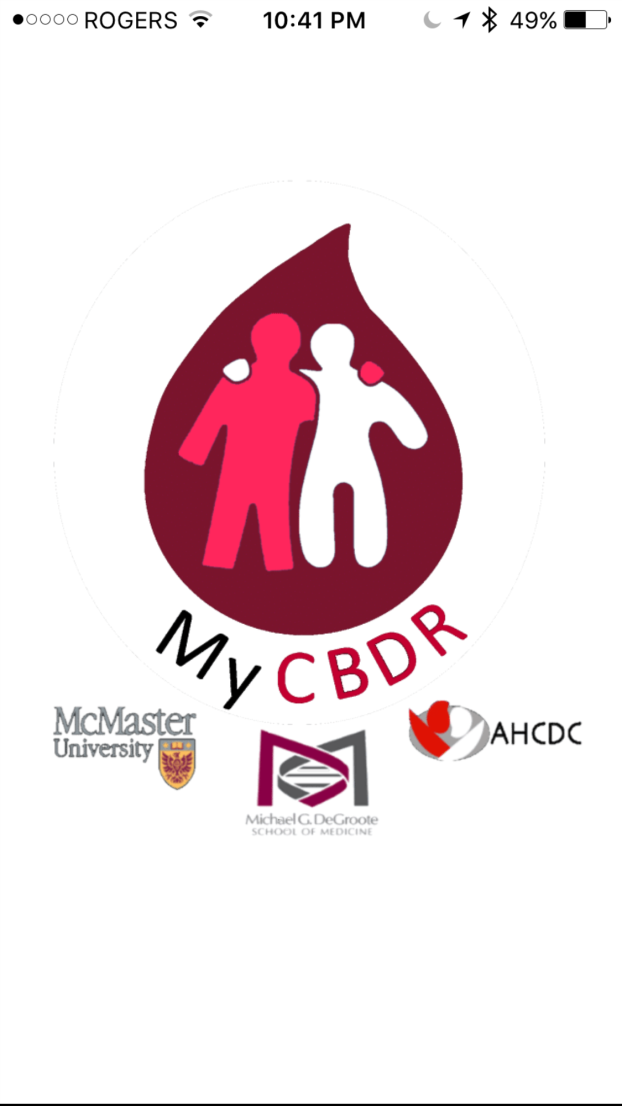 ROGERS 10:41 PM 49%
My CBDR
McMaster
University
AHCDC
Michael G. DeGroote
SCHOOL OF MEDICINE